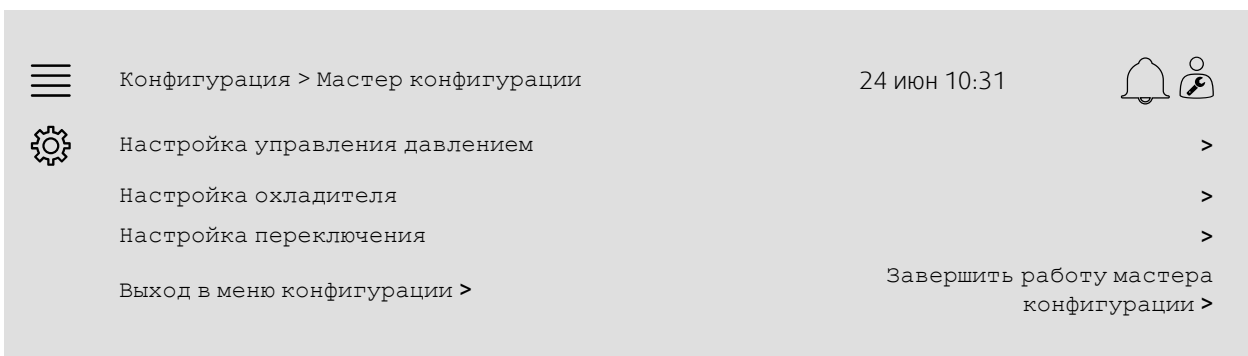 Конфигурация > Мастер конфигурации 24 июн 10:31
Настройка управления давлением >
Настройка охладителя >
Настройка переключения >
Выход в меню конфигурации > Завершить работу мастера
конфигурации >